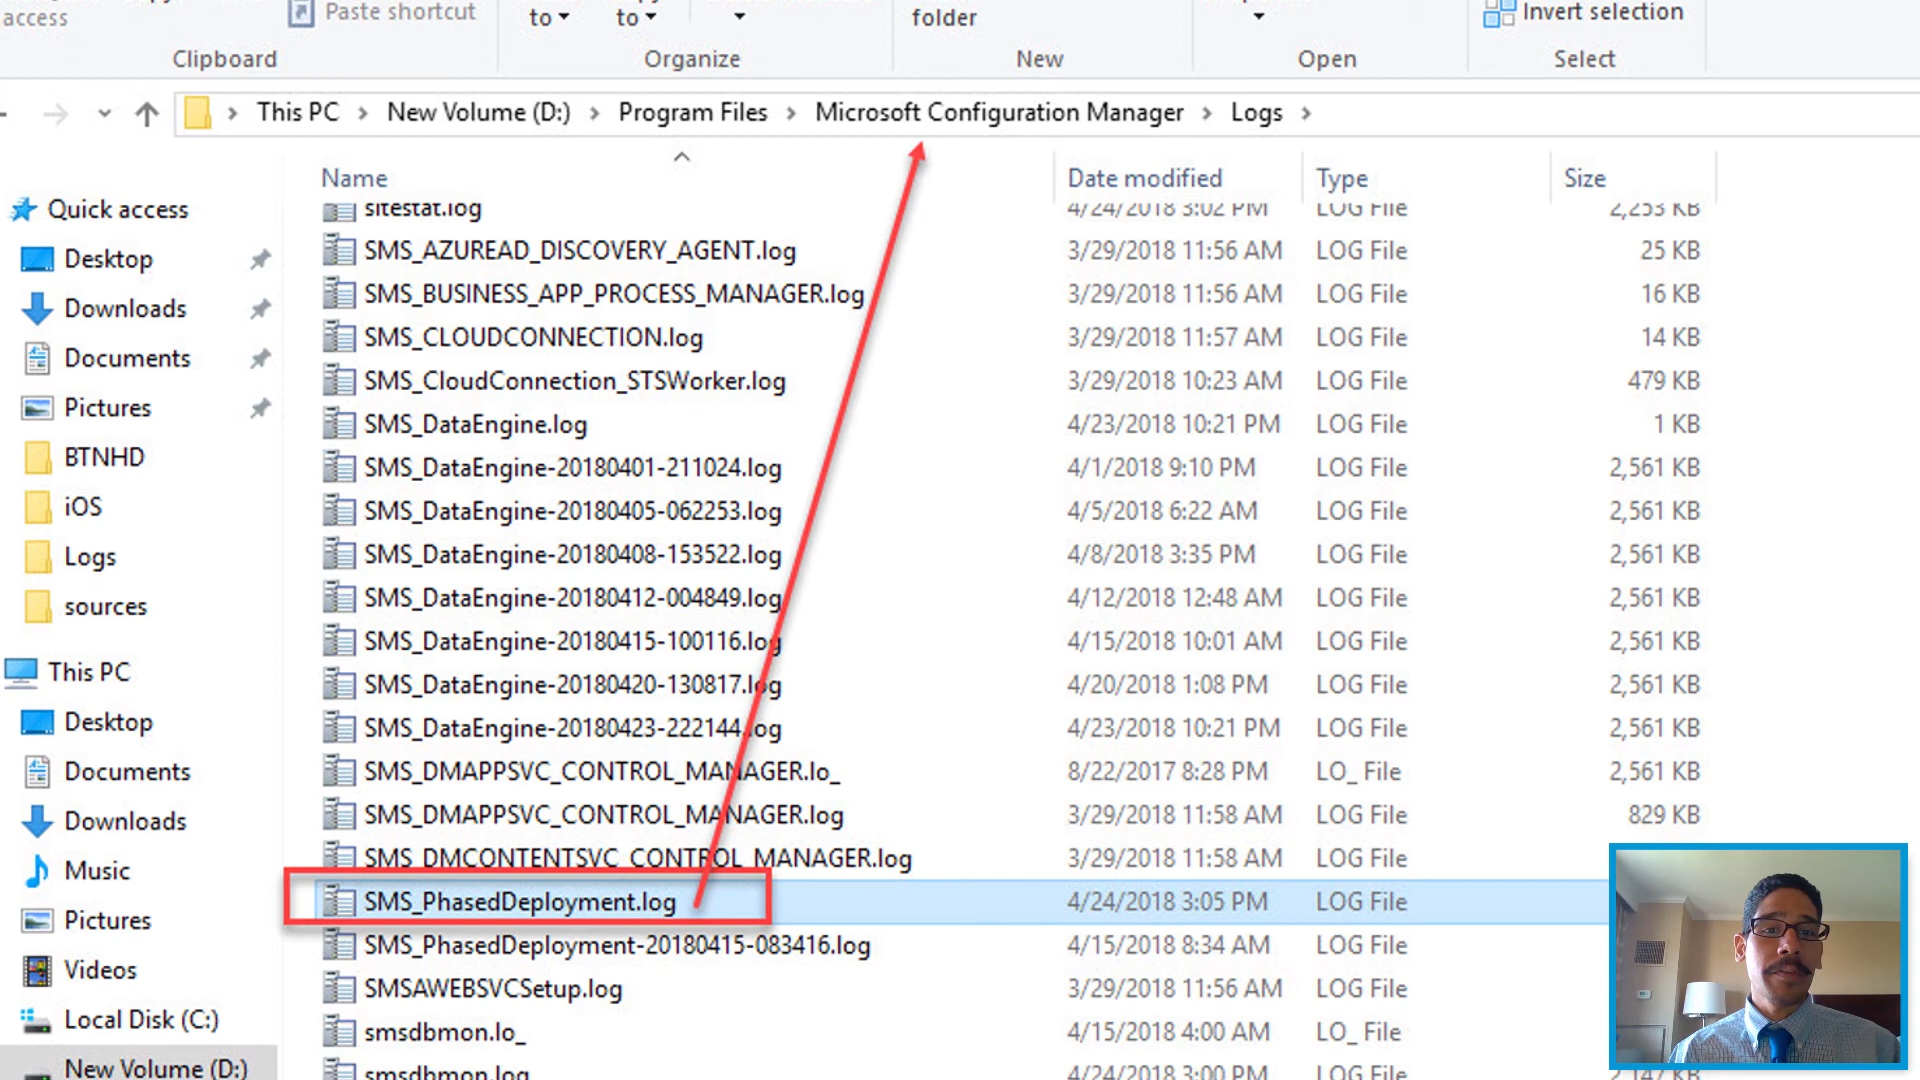 access
Paste shortcut
to
to
folder
Invert selection
Clipboard
Organize
New
Open
Select
This PC > New Volume (D:) > Program Files > Microsoft Configuration Manager > Logs >
Name Date modified Type Size
sitestat.log 4/24/2018 3:02 PM LOG File 2,253 KB
SMS_AZUREAD_DISCOVERY_AGENT.log 3/29/2018 11:56 AM LOG File 25 KB
SMS_BUSINESS_APP_PROCESS_MANAGER.log 3/29/2018 11:56 AM LOG File 16 KB
SMS_CLOUDCONNECTION.log 3/29/2018 11:57 AM LOG File 14 KB
SMS_CloudConnection_STSWorker.log 3/29/2018 10:23 AM LOG File 479 KB
SMS_DataEngine.log 4/23/2018 10:21 PM LOG File 1 KB
SMS_DataEngine-20180401-211024.log 4/1/2018 9:10 PM LOG File 2,561 KB
SMS_DataEngine-20180405-062253.log 4/5/2018 6:22 AM LOG File 2,561 KB
SMS_DataEngine-20180408-153522.log 4/8/2018 3:35 PM LOG File 2,561 KB
SMS_DataEngine-20180412-004849.log 4/12/2018 12:48 AM LOG File 2,561 KB
SMS_DataEngine-20180415-100116.log 4/15/2018 10:01 AM LOG File 2,561 KB
SMS_DataEngine-20180420-130817.log 4/20/2018 1:08 PM LOG File 2,561 KB
SMS_DataEngine-20180423-222144.log 4/23/2018 10:21 PM LOG File 2,561 KB
SMS_DMAPPSVC_CONTROL_MANAGER.lo_ 8/22/2017 8:28 PM LO_ File 2,561 KB
SMS_DMAPPSVC_CONTROL_MANAGER.log 3/29/2018 11:58 AM LOG File 829 KB
SMS_DMCONTENTSVC_CONTROL_MANAGER.log 3/29/2018 11:58 AM LOG File
SMS_PhasedDeployment.log 4/24/2018 3:05 PM LOG File
SMS_PhasedDeployment-20180415-083416.log 4/15/2018 8:34 AM LOG File
SMSAWEBSVCSetup.log 3/29/2018 11:56 AM LOG File
smsdbmon.lo_ 4/15/2018 4:00 AM LO_ File
smsdbmon.log 4/24/2018 3:00 PM LOG File 2,147 KB
Quick access
Desktop
Downloads
Documents
Pictures
BTNHD
iOS
Logs
sources
This PC
Desktop
Documents
Downloads
Music
Pictures
Videos
Local Disk (C:)
New Volume (D:)